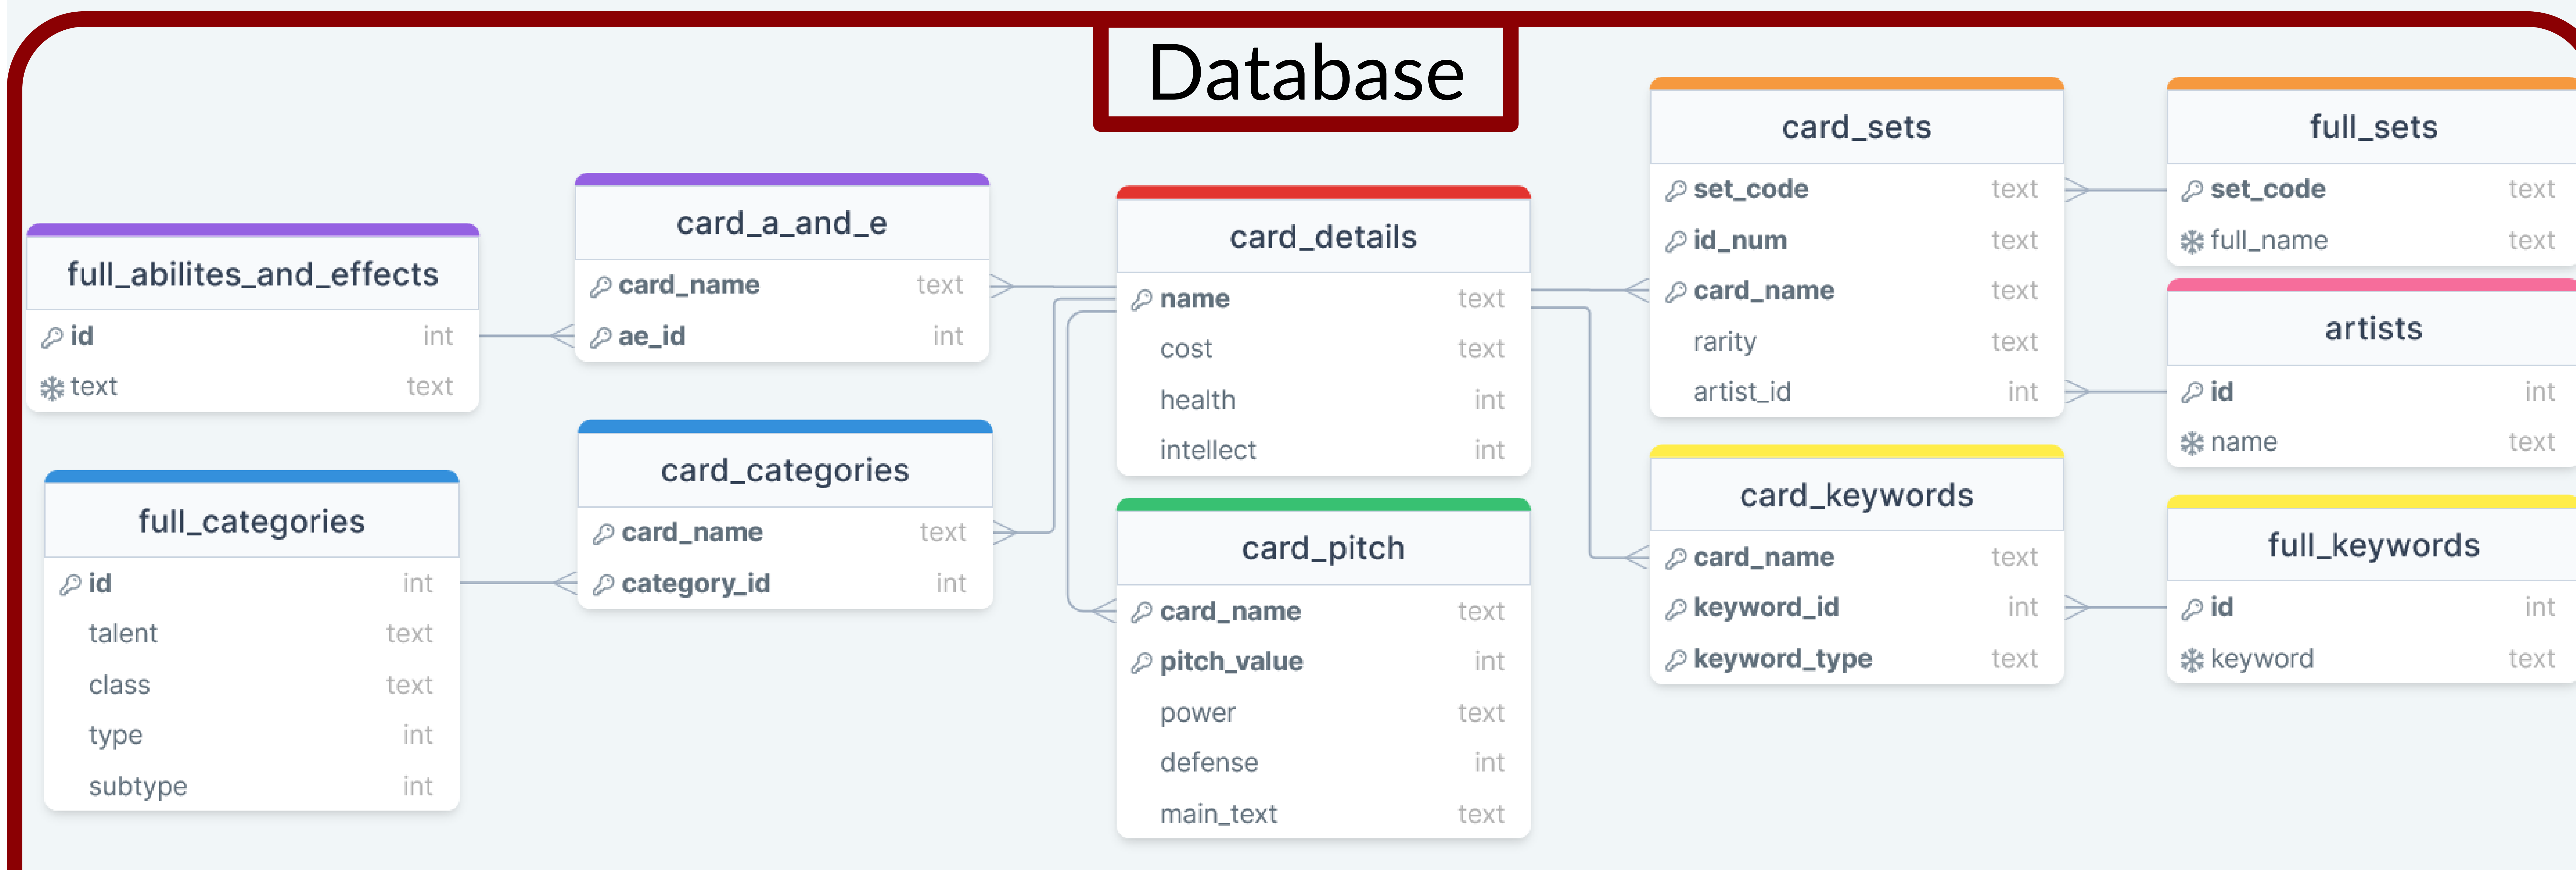 Database
full_abilites_and_effects
id int
text text
full_categories
id int
talent text
class text
type int
subtype int
card_a_and_e
card_name text
ae_id int
card_categories
card_name text
category_id int
card_details
name text
cost text
health int
intellect int
card_pitch
card_name text
pitch_value int
power text
defense int
main_text text
card_sets
set_code text
id_num text
card_name text
rarity text
artist_id int
card_keywords
card_name text
keyword_id int
keyword_type text
full_sets
set_code text
full_name text
artists
id int
name text
full_keywords
id int
keyword text